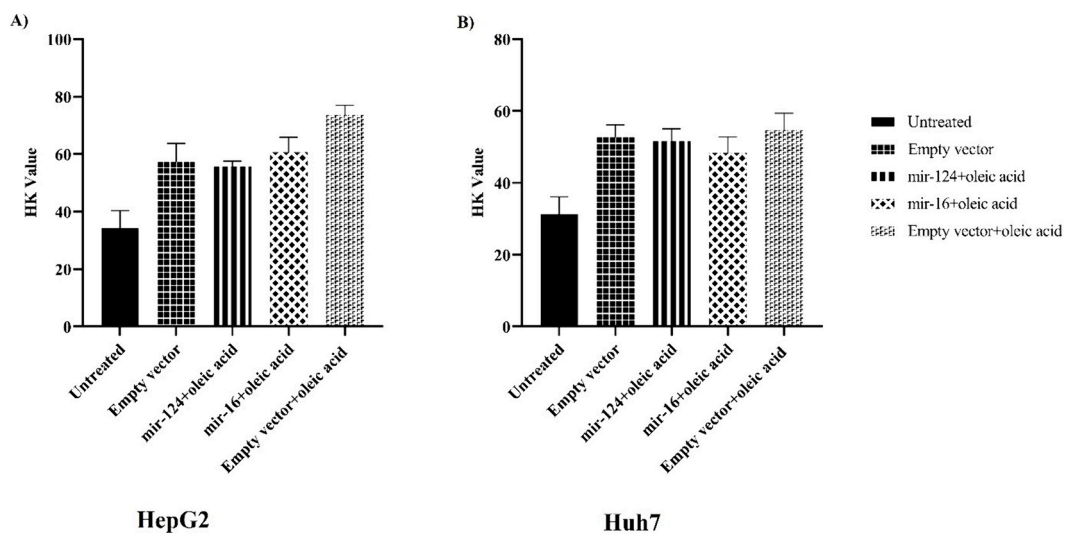 A)
HK Value
100
80
60
40
20
0
Untreated
Empty vector
mir-124+oleic acid
mir-16+oleic acid
Empty vector+oleic acid
HepG2
B)
HK Value
80
60
40
20
0
Untreated
Empty vector
mir-124+oleic acid
mir-16+oleic acid
Empty vector+oleic acid
Huh7
Untreated
Empty vector
mir-124+oleic acid
mir-16+oleic acid
Empty vector+oleic acid